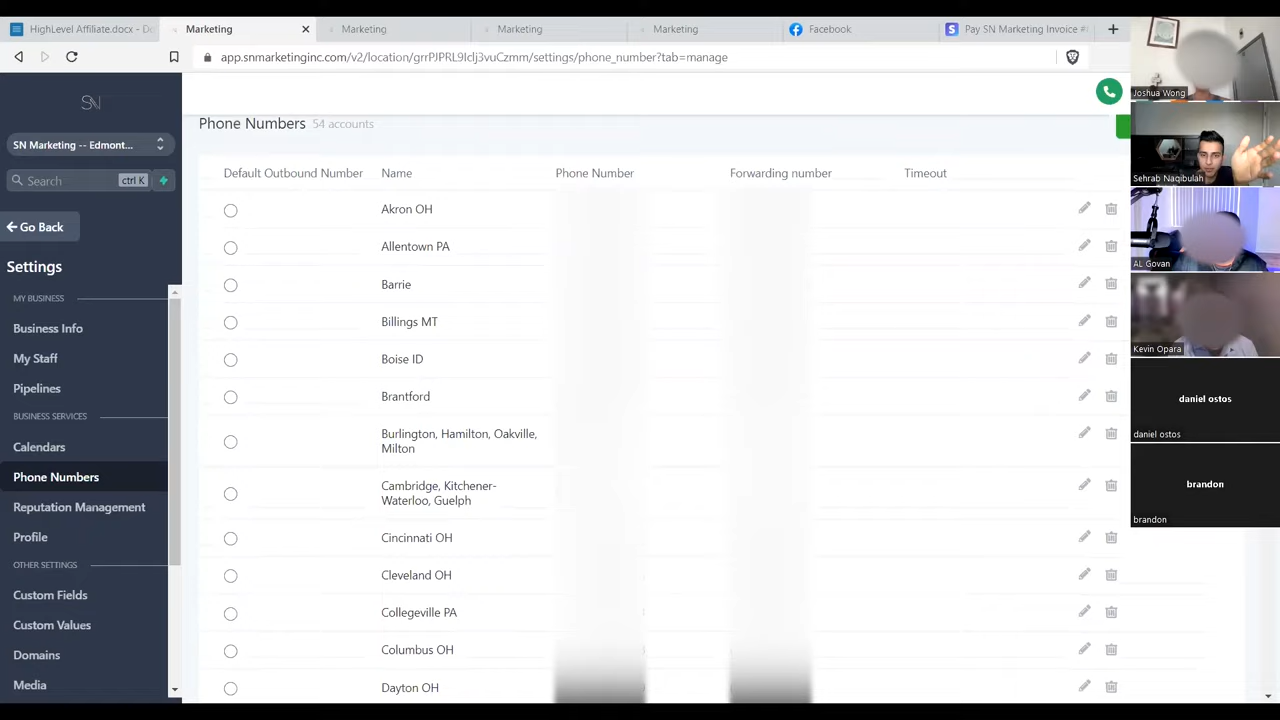 HighLevel Affiliate.docx - D
Marketing
Marketing
Marketing
Marketing
Facebook
Pay SN Marketing Invoice #
app.snmarketinginc.com/v2/location/grrPJPRL9Iclj3vuCzmm/settings/phone_number?tab=manage
SN
SN Marketing -- Edmont...
Search
ctrl K
Go Back
Settings
MY BUSINESS
Business Info
My Staff
Pipelines
BUSINESS SERVICES
Calendars
Phone Numbers
Reputation Management
Profile
OTHER SETTINGS
Custom Fields
Custom Values
Domains
Media
Phone Numbers 54 accounts
Default Outbound Number Name Phone Number Forwarding number Timeout
Akron OH
Allentown PA
Barrie
Billings MT
Boise ID
Brantford
Burlington, Hamilton, Oakville,
Milton
Cambridge, Kitchener-
Waterloo, Guelph
Cincinnati OH
Cleveland OH
Collegeville PA
Columbus OH
Dayton OH
Joshua Wong
Sehrab Naqibulah
AL Govan
Kevin Opara
daniel ostos
daniel ostos
brandon
brandon